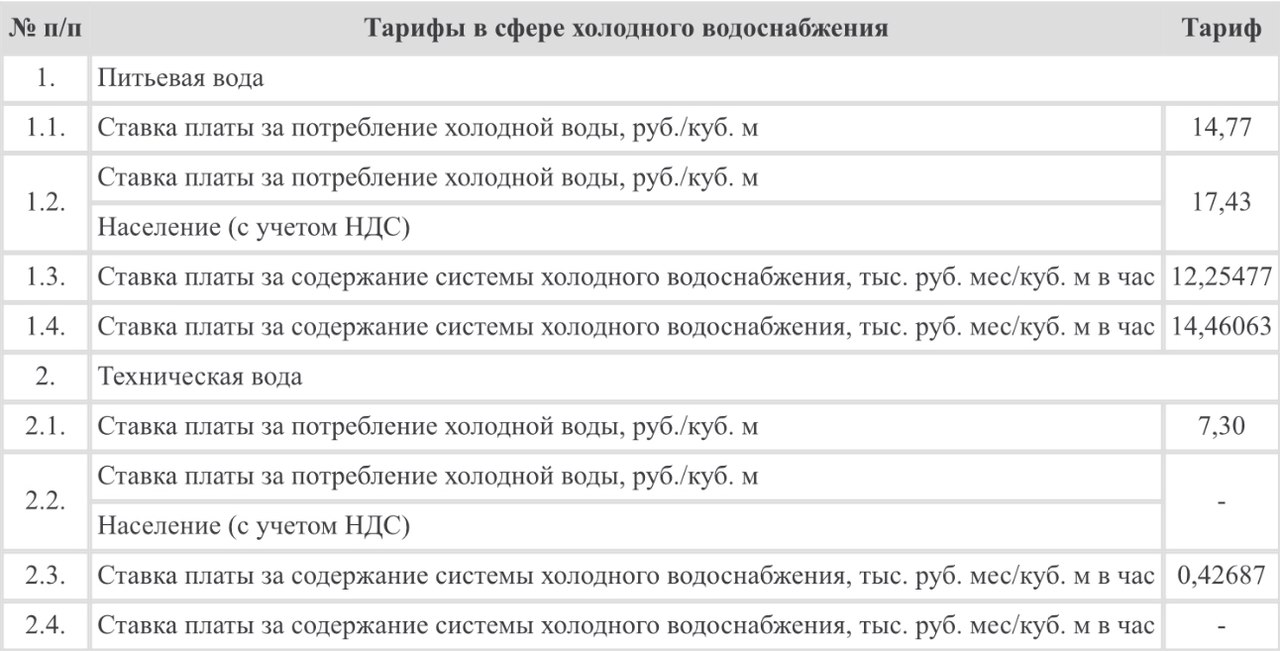 № п/п Тарифы в сфере холодного водоснабжения Тариф
1. Питьевая вода
1.1. Ставка платы за потребление холодной воды, руб./куб. м 14,77
1.2. Ставка платы за потребление холодной воды, руб./куб. м 17,43
Население (с учетом НДС)
1.3. Ставка платы за содержание системы холодного водоснабжения, тыс. руб. мес/куб. м в час 12,25477
1.4. Ставка платы за содержание системы холодного водоснабжения, тыс. руб. мес/куб. м в час 14,46063
2. Техническая вода
2.1. Ставка платы за потребление холодной воды, руб./куб. м 7,30
2.2. Ставка платы за потребление холодной воды, руб./куб. м -
Население (с учетом НДС)
2.3. Ставка платы за содержание системы холодного водоснабжения, тыс. руб. мес/куб. м в час 0,42687
2.4. Ставка платы за содержание системы холодного водоснабжения, тыс. руб. мес/куб. м в час -